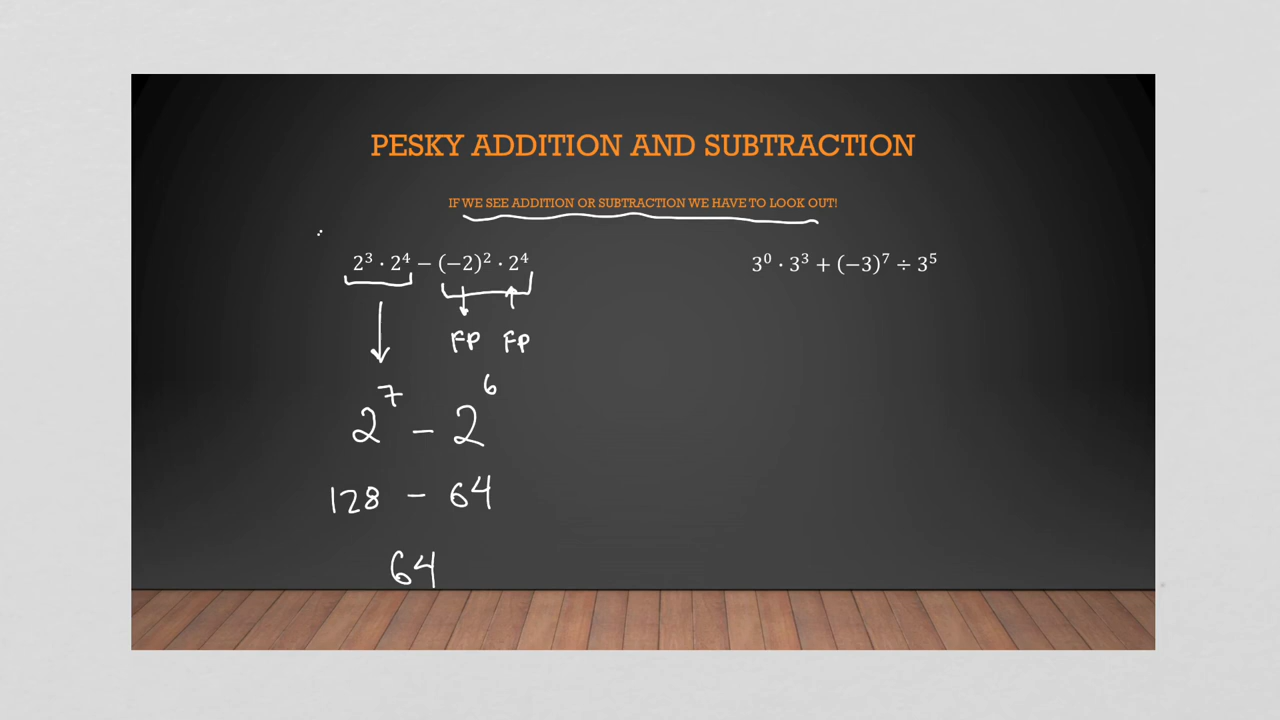 PESKY ADDITION AND SUBTRACTION
IF WE SEE ADDITION OR SUBTRACTION WE HAVE TO LOOK OUT!
2³ · 2⁴ − (−2)² · 2⁴
3⁰ · 3³ + (−3)⁷ ÷ 3⁵
FP FP
2⁷ − 2⁶
128 − 64
64